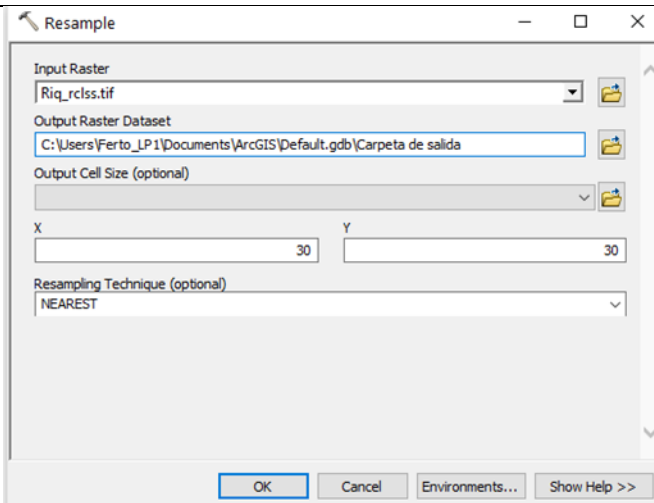 Resample
Input Raster
Riq_rclss.tif
Output Raster Dataset
C:\Users\Ferto_LP1\Documents\ArcGIS\Default.gdb\Carpeta de salida
Output Cell Size (optional)
X Y
30 30
Resampling Technique (optional)
NEAREST
OK Cancel Environments... Show Help >>